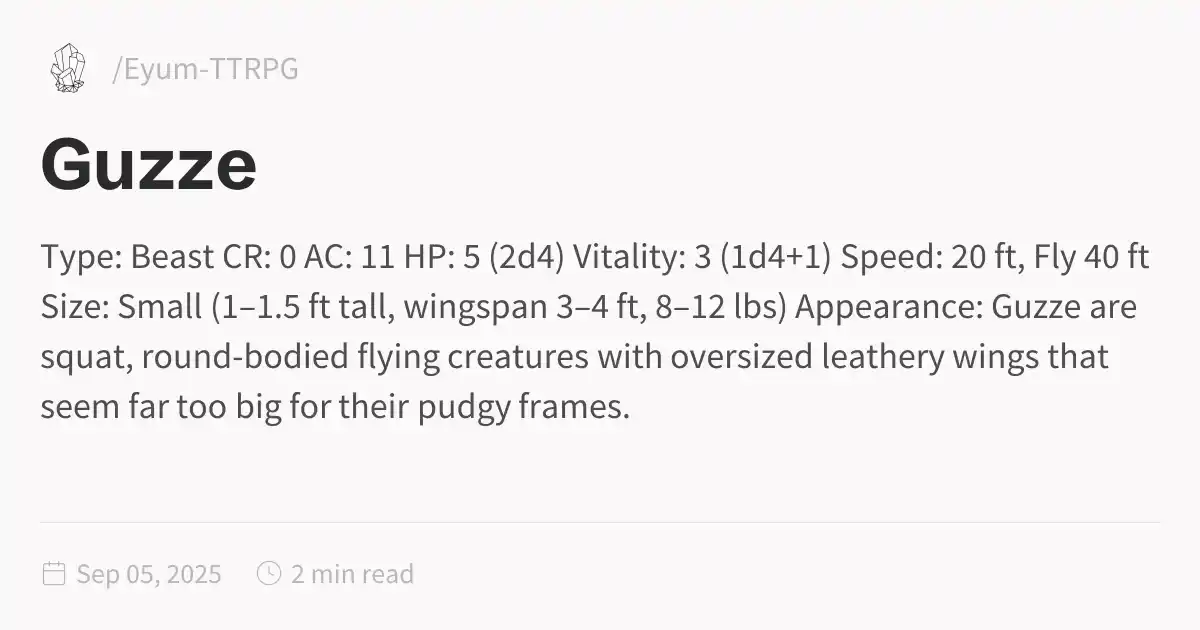 /Eyum-TTRPG
Guzze
Type: Beast CR: 0 AC: 11 HP: 5 (2d4) Vitality: 3 (1d4+1) Speed: 20 ft, Fly 40 ft
Size: Small (1–1.5 ft tall, wingspan 3–4 ft, 8–12 lbs) Appearance: Guzze are
squat, round-bodied flying creatures with oversized leathery wings that
seem far too big for their pudgy frames.
Sep 05, 2025 2 min read